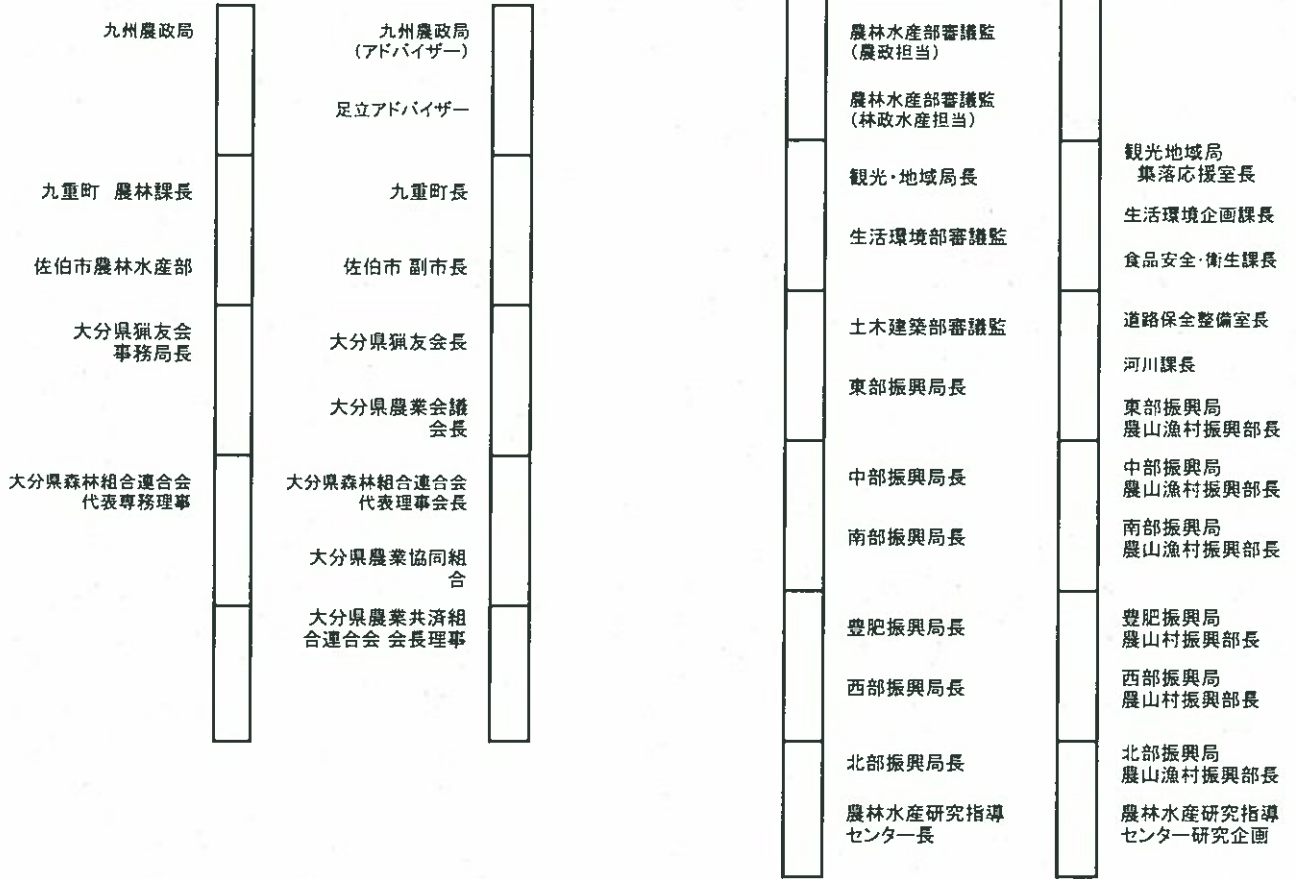 九州農政局
九重町 農林課長
佐伯市農林水産部
大分県猟友会
事務局長
大分県森林組合連合会
代表専務理事
九州農政局
(アドバイザー)
足立アドバイザー
九重町長
佐伯市 副市長
大分県猟友会長
大分県農業会議
会長
大分県森林組合連合会
代表理事会長
大分県農業協同組
合
大分県農業共済組
合連合会 会長理事
農林水産部審議監
(農政担当)
農林水産部審議監
(林政水産担当)
観光・地域局長
生活環境部審議監
土木建築部審議監
東部振興局長
中部振興局長
南部振興局長
豊肥振興局長
西部振興局長
北部振興局長
農林水産研究指導
センター長
観光地域局
集落応援室長
生活環境企画課長
食品安全・衛生課長
道路保全整備室長
河川課長
東部振興局
農山漁村振興部長
中部振興局
農山漁村振興部長
南部振興局
農山漁村振興部長
豊肥振興局
農山村振興部長
西部振興局
農山村振興部長
北部振興局
農山漁村振興部長
農林水産研究指導
センター研究企画